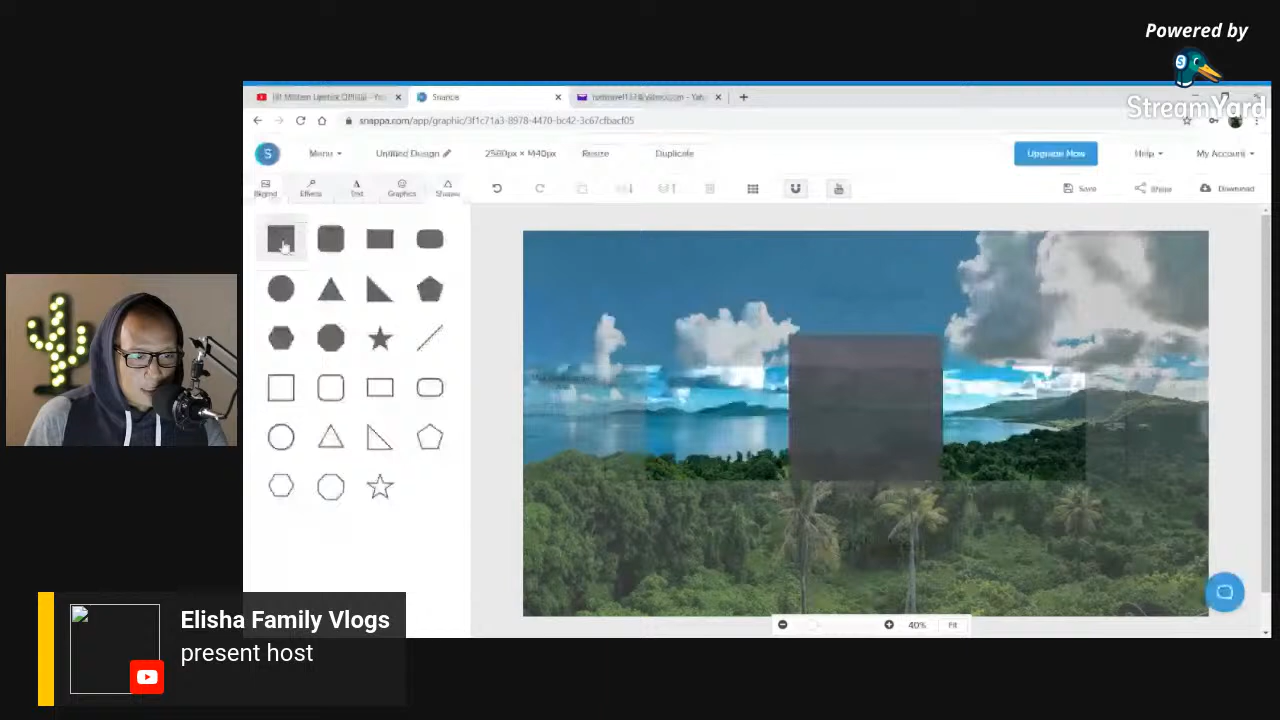 Powered by
StreamYard
Snappa
snappa.com/app/graphic/3f1c71a3-8978-4470-bc42-3c67cfbacf05
S
Menu
Untitled Design
2560px × 1440px
Resize
Duplicate
Upgrade Now
Help
My Account
Effects
Text
Graphics
Shapes
Save
Share
Download
40%
Fit
Elisha Family Vlogs
present host